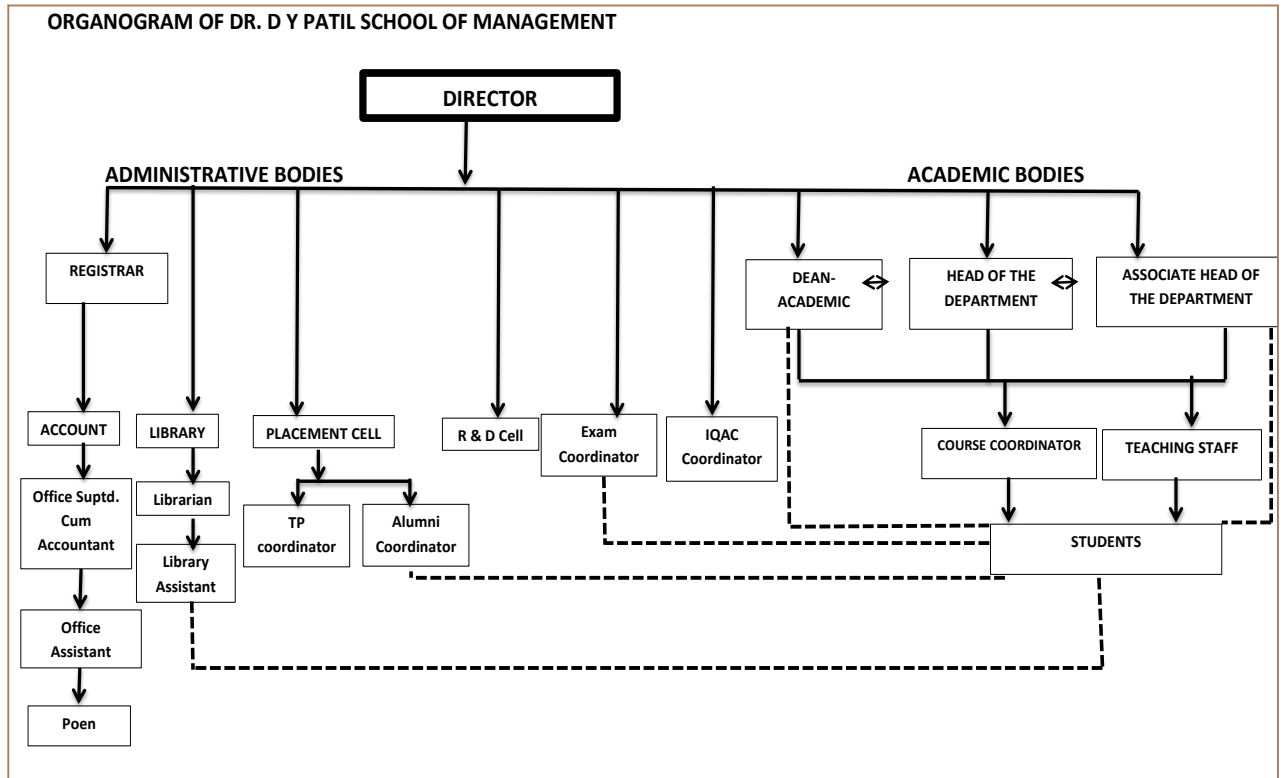 ORGANOGRAM OF DR. D Y PATIL SCHOOL OF MANAGEMENT
DIRECTOR
ADMINISTRATIVE BODIES
ACADEMIC BODIES
REGISTRAR
DEAN-
ACADEMIC
HEAD OF THE
DEPARTMENT
ASSOCIATE HEAD OF
THE DEPARTMENT
ACCOUNT
LIBRARY
PLACEMENT CELL
R & D Cell
Exam
Coordinator
IQAC
Coordinator
COURSE COORDINATOR
TEACHING STAFF
Office Suptd.
Cum
Accountant
Librarian
TP
coordinator
Alumni
Coordinator
STUDENTS
Library
Assistant
Office
Assistant
Poen